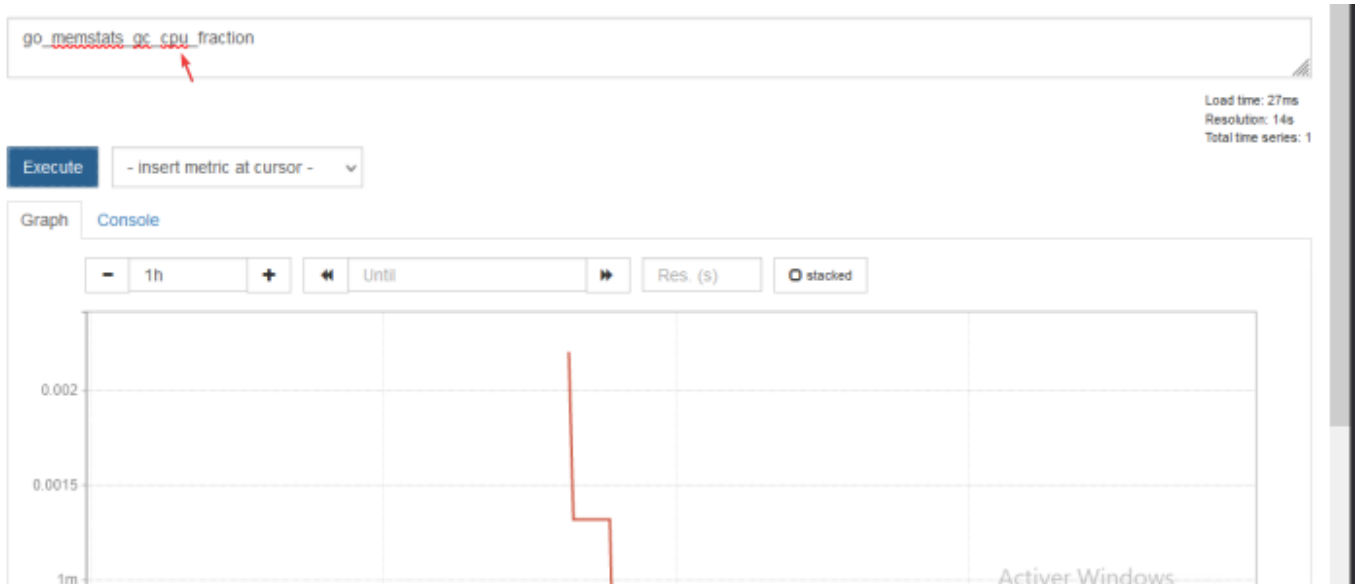 go_memstats_gc_cpu_fraction
Load time: 27ms
Resolution: 14s
Total time series: 1
Execute
- insert metric at cursor -
Graph Console
1h Until Res. (s) stacked
0.002
0.0015
1m
Activer Windows